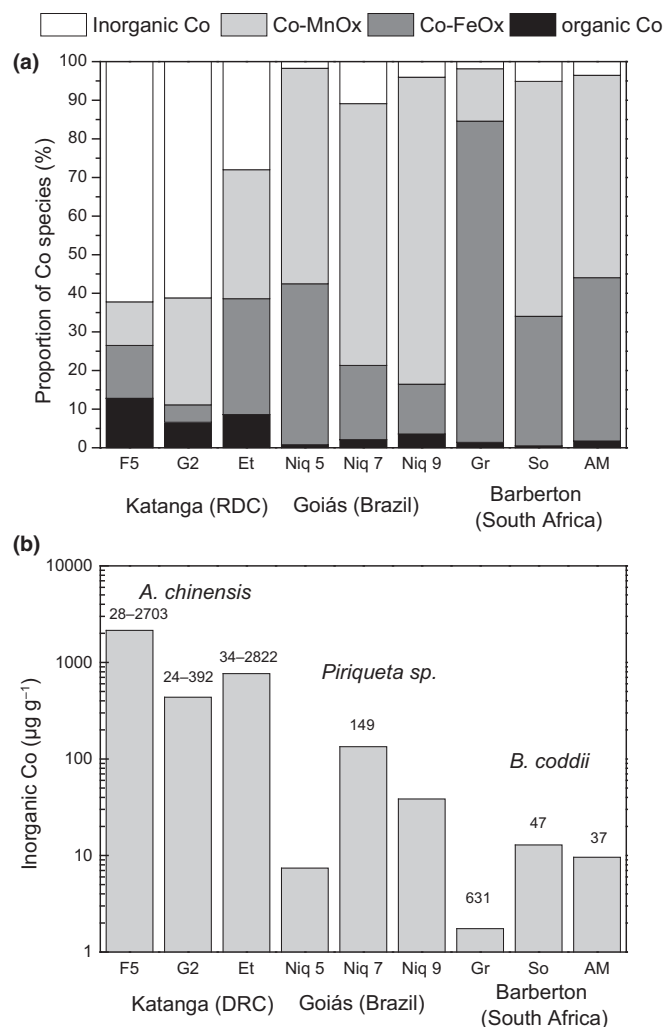 Inorganic Co Co-MnOx Co-FeOx organic Co
(a)
Proportion of Co species (%)
100
90
80
70
60
50
40
30
20
10
0
F5 G2 Et Niq 5 Niq 7 Niq 9 Gr So AM
Katanga (RDC) Goiás (Brazil) Barberton
(South Africa)
(b)
Inorganic Co (µg g⁻¹)
10000
1000
100
10
1
A. chinensis
28–2703
24–392
34–2822
Piriqueta sp.
149
B. coddii
631
47
37
F5 G2 Et Niq 5 Niq 7 Niq 9 Gr So AM
Katanga (DRC) Goiás (Brazil) Barberton
(South Africa)